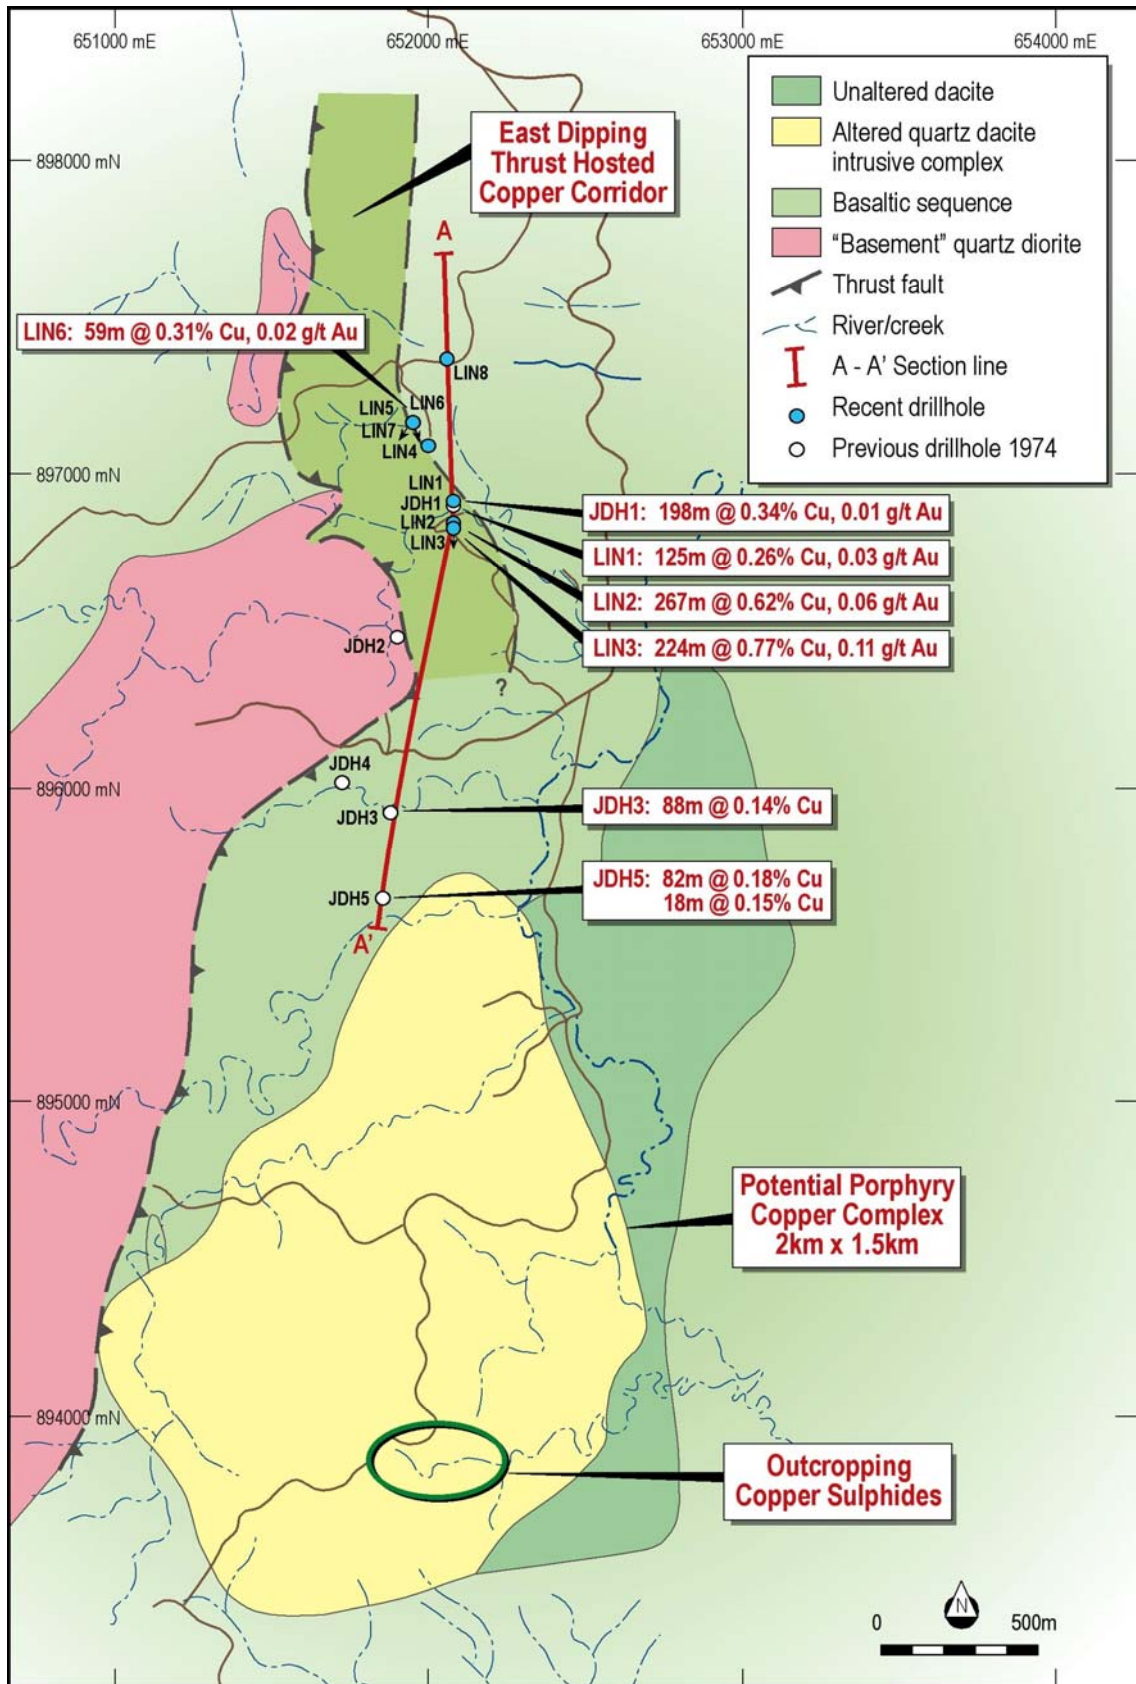 651000 mE
652000 mE
653000 mE
654000 mE
Unaltered dacite
Altered quartz dacite
intrusive complex
Basaltic sequence
“Basement” quartz diorite
Thrust fault
River/creek
A - A’ Section line
Recent drillhole
Previous drillhole 1974
East Dipping
Thrust Hosted
Copper Corridor
898000 mN
A
LIN6: 59m @ 0.31% Cu, 0.02 g/t Au
LIN8
LIN5
LIN6
LIN7
LIN4
897000 mN
LIN1
JDH1
LIN2
LIN3
JDH1: 198m @ 0.34% Cu, 0.01 g/t Au
LIN1: 125m @ 0.26% Cu, 0.03 g/t Au
LIN2: 267m @ 0.62% Cu, 0.06 g/t Au
LIN3: 224m @ 0.77% Cu, 0.11 g/t Au
JDH2
?
JDH4
896000 mN
JDH3
JDH3: 88m @ 0.14% Cu
JDH5
JDH5: 82m @ 0.18% Cu
18m @ 0.15% Cu
A’
895000 mN
Potential Porphyry
Copper Complex
2km x 1.5km
894000 mN
Outcropping
Copper Sulphides
N
0
500m